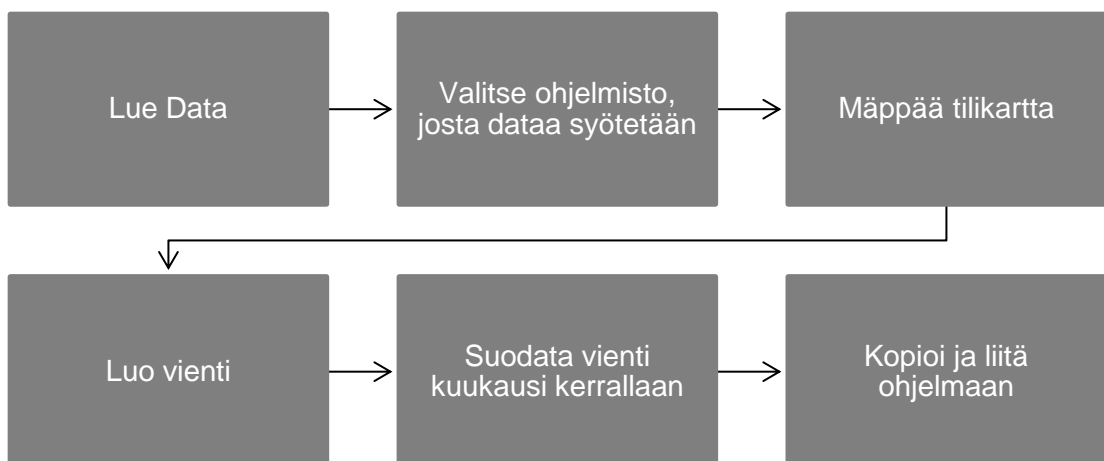 Lue Data
Valitse ohjelmisto,
josta dataa syötetään
Mäppää tilikartta
Luo vienti
Suodata vienti
kuukausi kerrallaan
Kopioi ja liitä
ohjelmaan